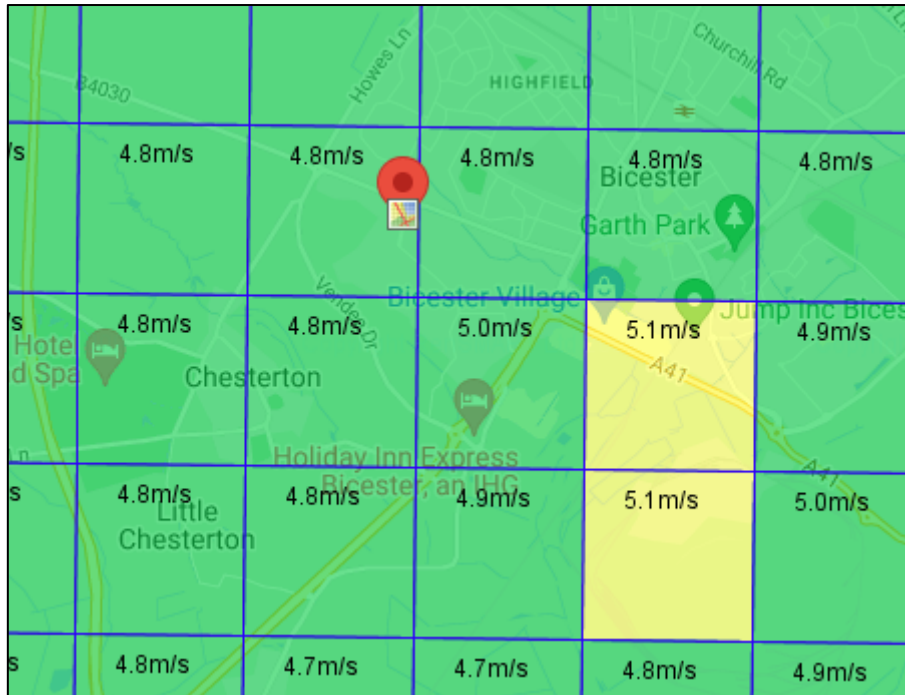 Churchill Rd
Howes Ln
HIGHFIELD
B4030
/s
4.8m/s
4.8m/s
4.8m/s
4.8m/s
4.8m/s
Bicester
Garth Park
Bicester Village
Vendee Dr
s
4.8m/s
4.8m/s
5.0m/s
5.1m/s
Jump Inc Bices
4.9m/s
Hotel
d Spa
Chesterton
A41
Holiday Inn Express
Bicester, an IHG
A41
s
4.8m/s
4.8m/s
4.9m/s
5.1m/s
5.0m/s
Little
Chesterton
s
4.8m/s
4.7m/s
4.7m/s
4.8m/s
4.9m/s